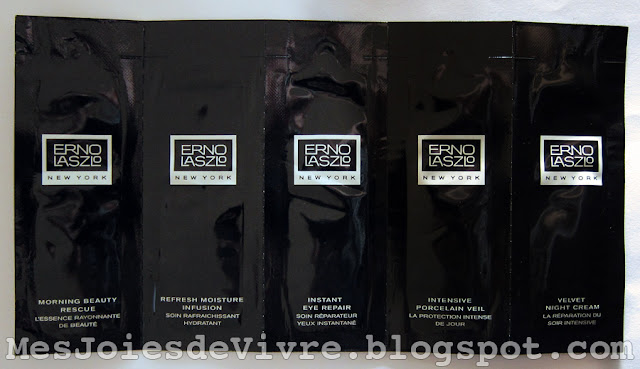 ERNO
LASZLO
NEW YORK
MORNING BEAUTY
RESCUE
L'ESSENCE RAYONNANTE
DE BEAUTÉ
ERNO
LASZLO
NEW YORK
REFRESH MOISTURE
INFUSION
SOIN RAFRAICHISSANT
HYDRATANT
ERNO
LASZLO
NEW YORK
INSTANT
EYE REPAIR
SOIN RÉPARATEUR
YEUX INSTANTANÉ
ERNO
LASZLO
NEW YORK
INTENSIVE
PORCELAIN VEIL
LA PROTECTION INTENSE
DE JOUR
ERNO
LASZLO
NEW YORK
VELVET
NIGHT CREAM
LA RÉPARATION DU
SOIR INTENSIVE
MesJoiesdeVivre.blogspot.com